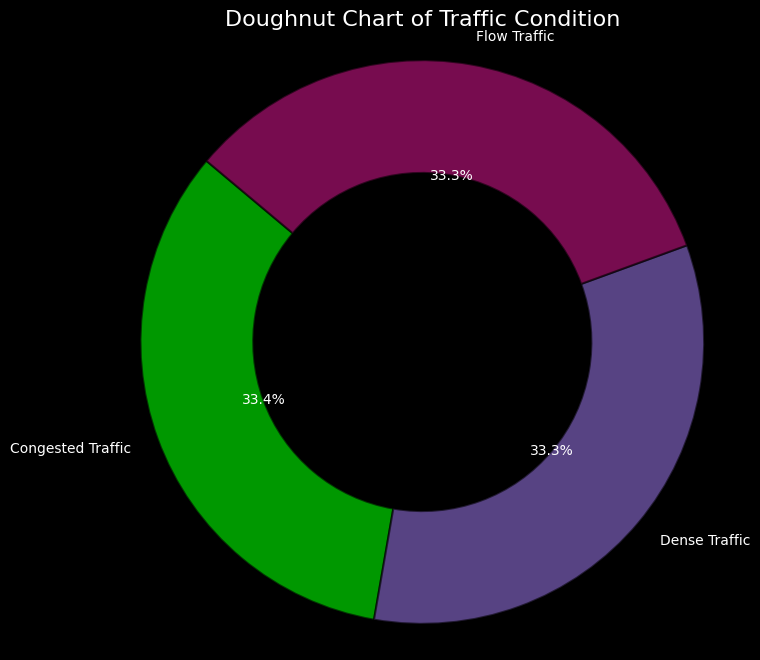 Doughnut Chart of Traffic Condition
Flow Traffic
33.3%
33.4%
Congested Traffic
33.3%
Dense Traffic